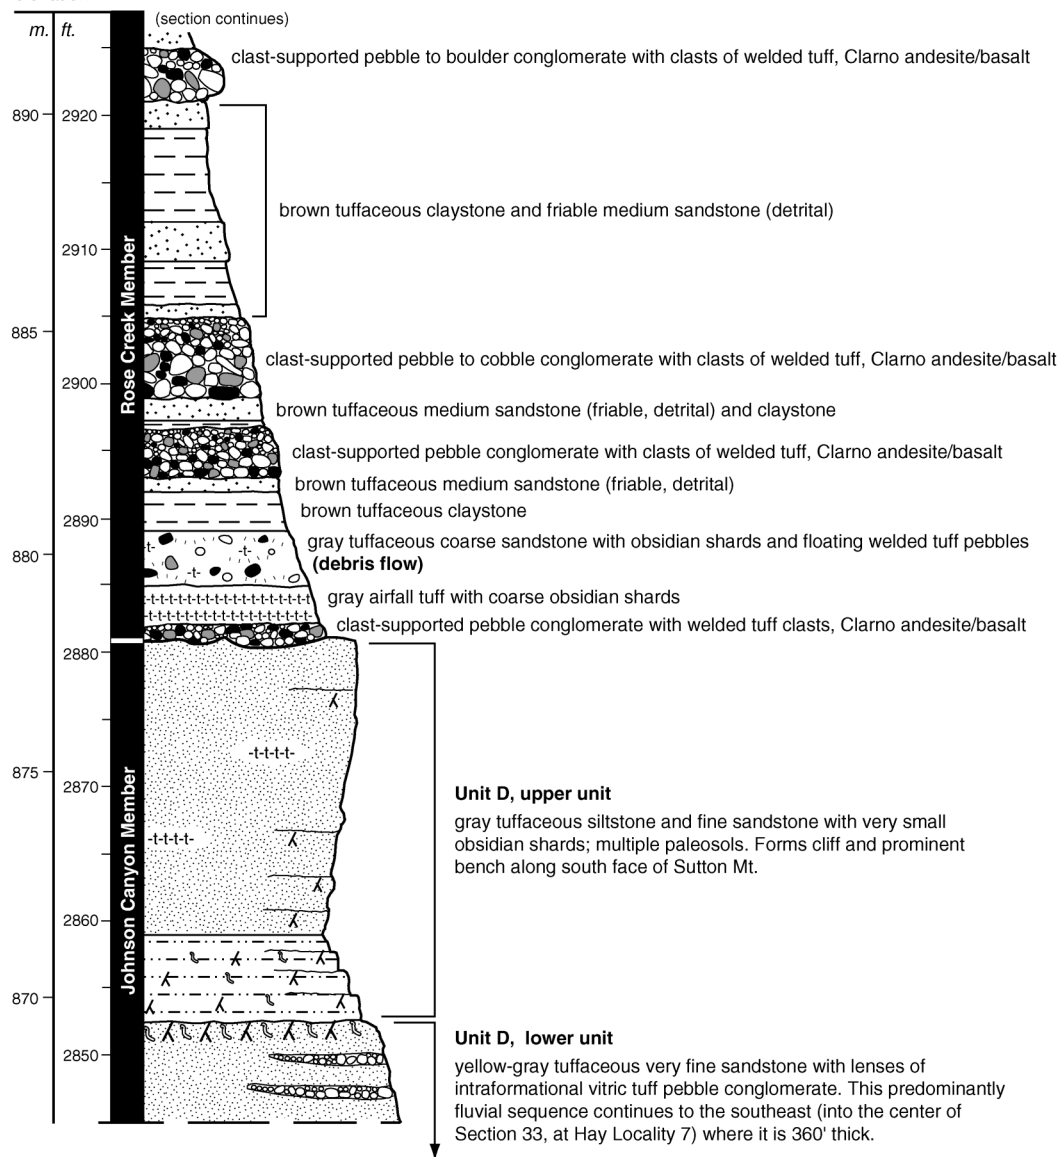 (section continues)
m. ft.
clast-supported pebble to boulder conglomerate with clasts of welded tuff, Clarno andesite/basalt
890
2920
brown tuffaceous claystone and friable medium sandstone (detrital)
2910
Rose Creek Member
885
clast-supported pebble to cobble conglomerate with clasts of welded tuff, Clarno andesite/basalt
2900
brown tuffaceous medium sandstone (friable, detrital) and claystone
clast-supported pebble conglomerate with clasts of welded tuff, Clarno andesite/basalt
brown tuffaceous medium sandstone (friable, detrital)
brown tuffaceous claystone
2890
gray tuffaceous coarse sandstone with obsidian shards and floating welded tuff pebbles
(debris flow)
880
-t-
-t-
-t-
gray airfall tuff with coarse obsidian shards
clast-supported pebble conglomerate with welded tuff clasts, Clarno andesite/basalt
2880
-t-t-t-t-
875
2870
Johnson Canyon Member
Unit D, upper unit
gray tuffaceous siltstone and fine sandstone with very small
obsidian shards; multiple paleosols. Forms cliff and prominent
bench along south face of Sutton Mt.
-t-t-t-t-
2860
870
2850
Unit D, lower unit
yellow-gray tuffaceous very fine sandstone with lenses of
intraformational vitric tuff pebble conglomerate. This predominantly
fluvial sequence continues to the southeast (into the center of
Section 33, at Hay Locality 7) where it is 360' thick.